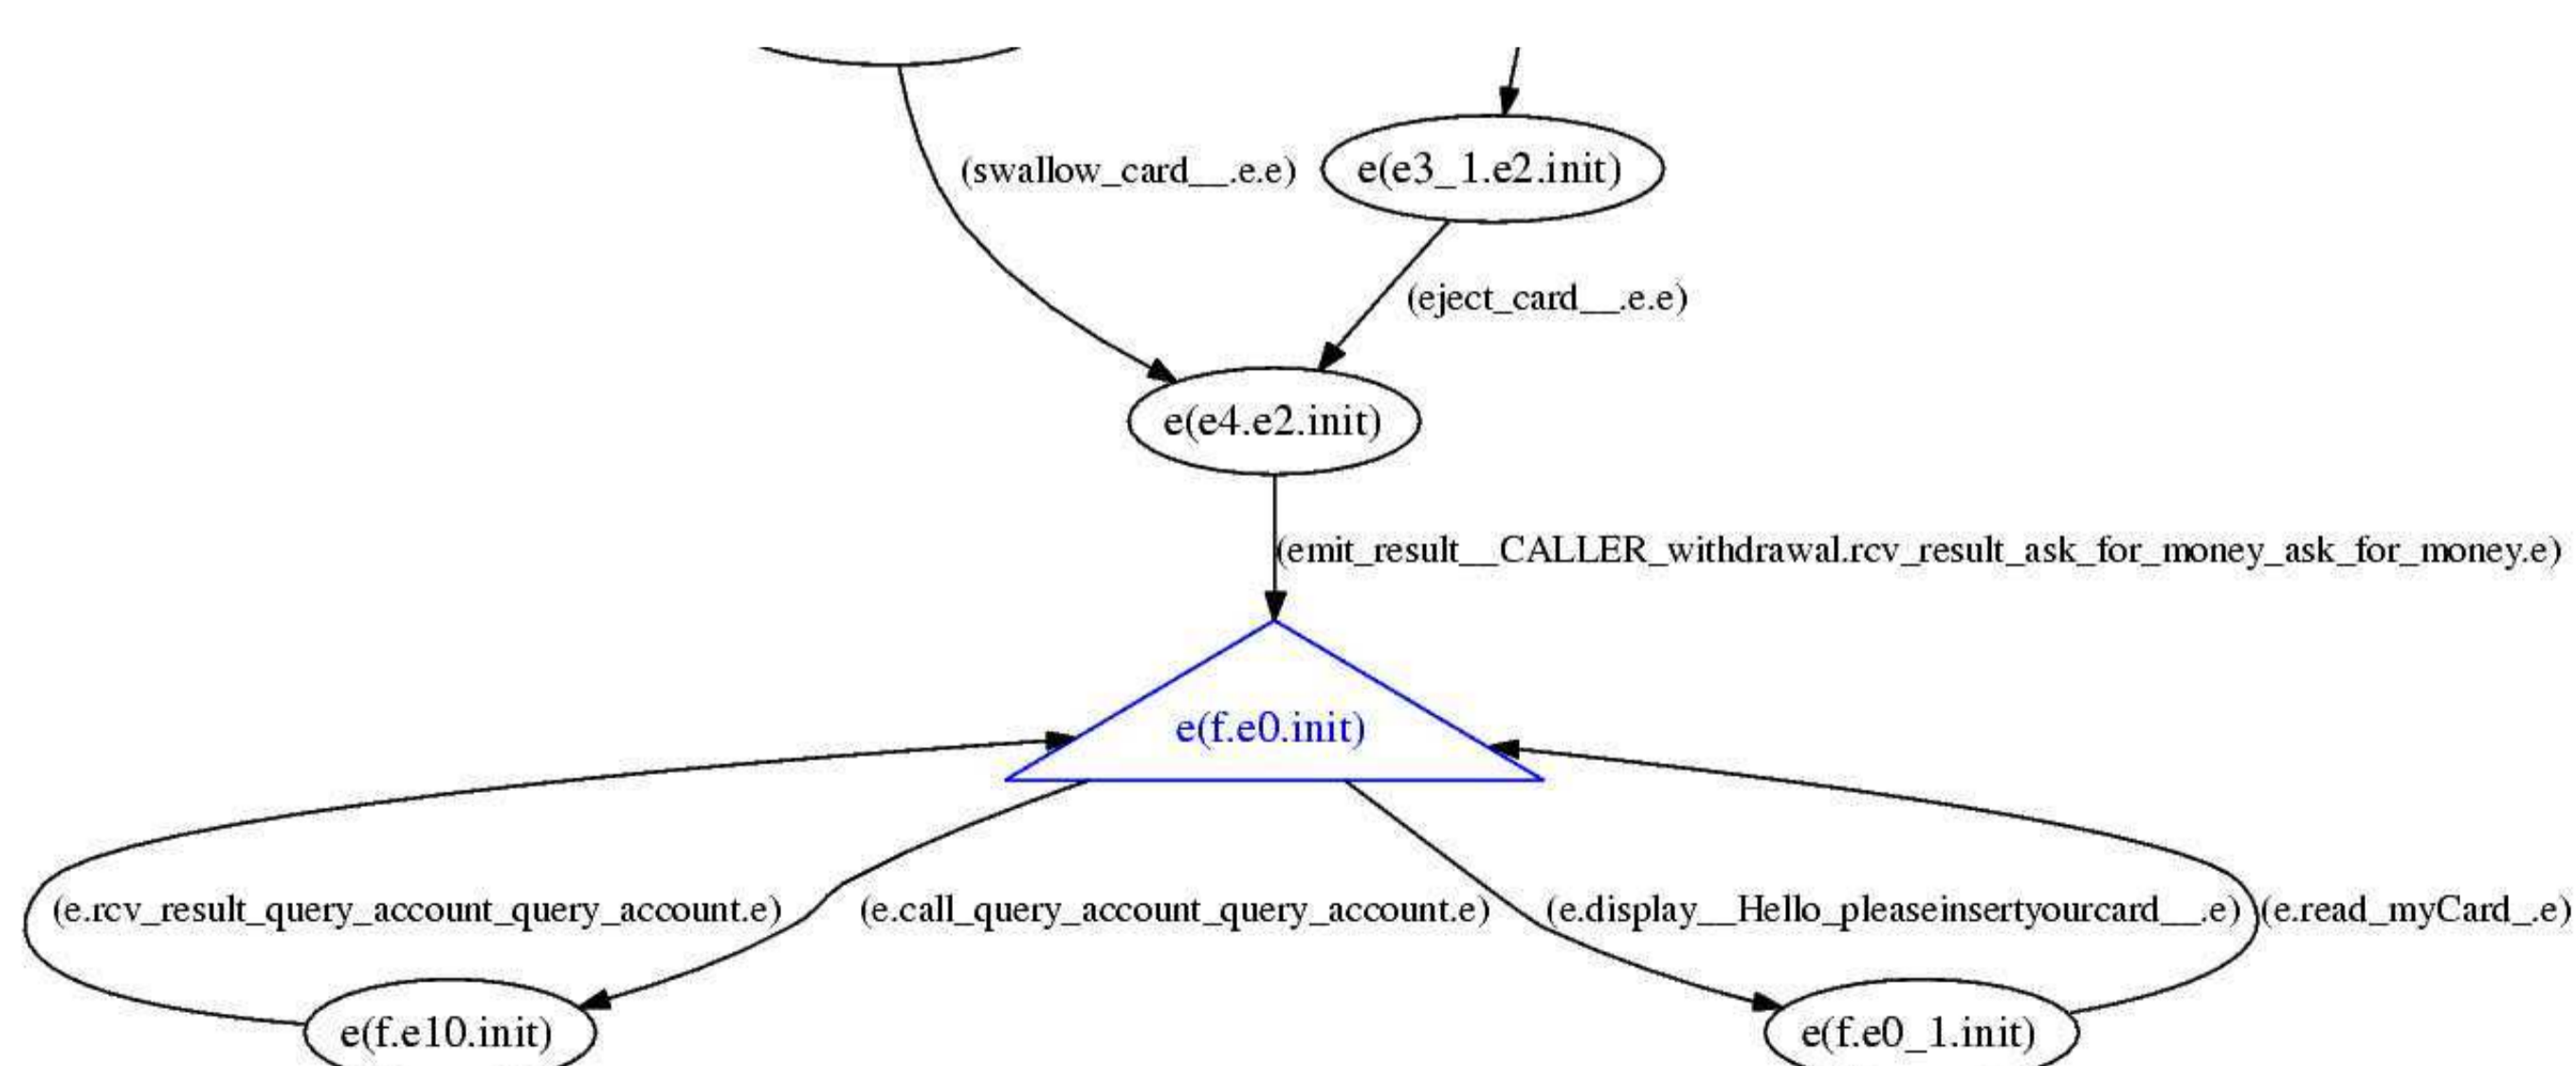 (swallow_card__.e.e)
e(e3_1.e2.init)
(eject_card__.e.e)
e(e4.e2.init)
(emit_result__CALLER_withdrawal.rcv_result_ask_for_money_ask_for_money.e)
e(f.e0.init)
(e.rcv_result_query_account_query_account.e)
(e.call_query_account_query_account.e)
(e.display__Hello_pleaseinsertyourcard__.e)
(e.read_myCard_.e)
e(f.e10.init)
e(f.e0_1.init)